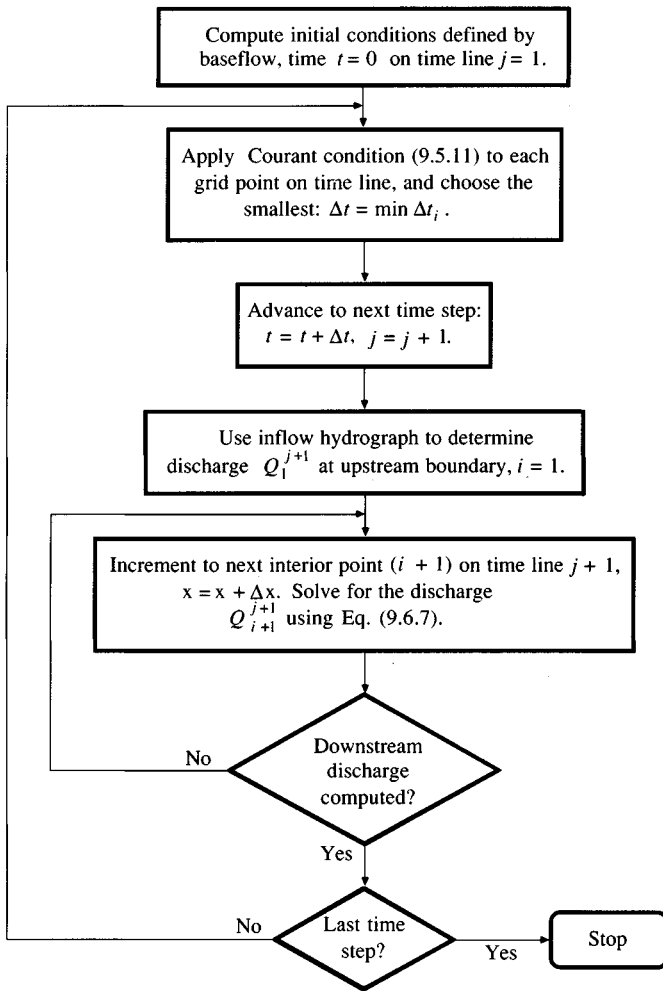 Compute initial conditions defined by
baseflow, time t = 0 on time line j = 1.
Apply Courant condition (9.5.11) to each
grid point on time line, and choose the
smallest: Δt = min Δt_i .
Advance to next time step:
t = t + Δt, j = j + 1.
Use inflow hydrograph to determine
discharge Q_1^{j+1} at upstream boundary, i = 1.
Increment to next interior point (i + 1) on time line j + 1,
x = x + Δx. Solve for the discharge
Q_{i+1}^{j+1} using Eq. (9.6.7).
No
Downstream
discharge
computed?
Yes
No
Last time
step?
Yes
Stop